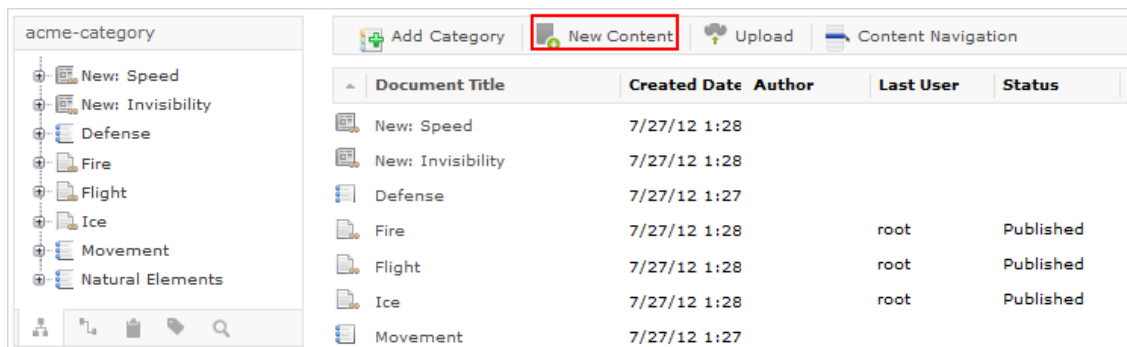 acme-category
New: Speed
New: Invisibility
Defense
Fire
Flight
Ice
Movement
Natural Elements
Add Category New Content Upload Content Navigation
Document Title Created Date Author Last User Status
New: Speed 7/27/12 1:28
New: Invisibility 7/27/12 1:28
Defense 7/27/12 1:27
Fire 7/27/12 1:28 root Published
Flight 7/27/12 1:28 root Published
Ice 7/27/12 1:28 root Published
Movement 7/27/12 1:27